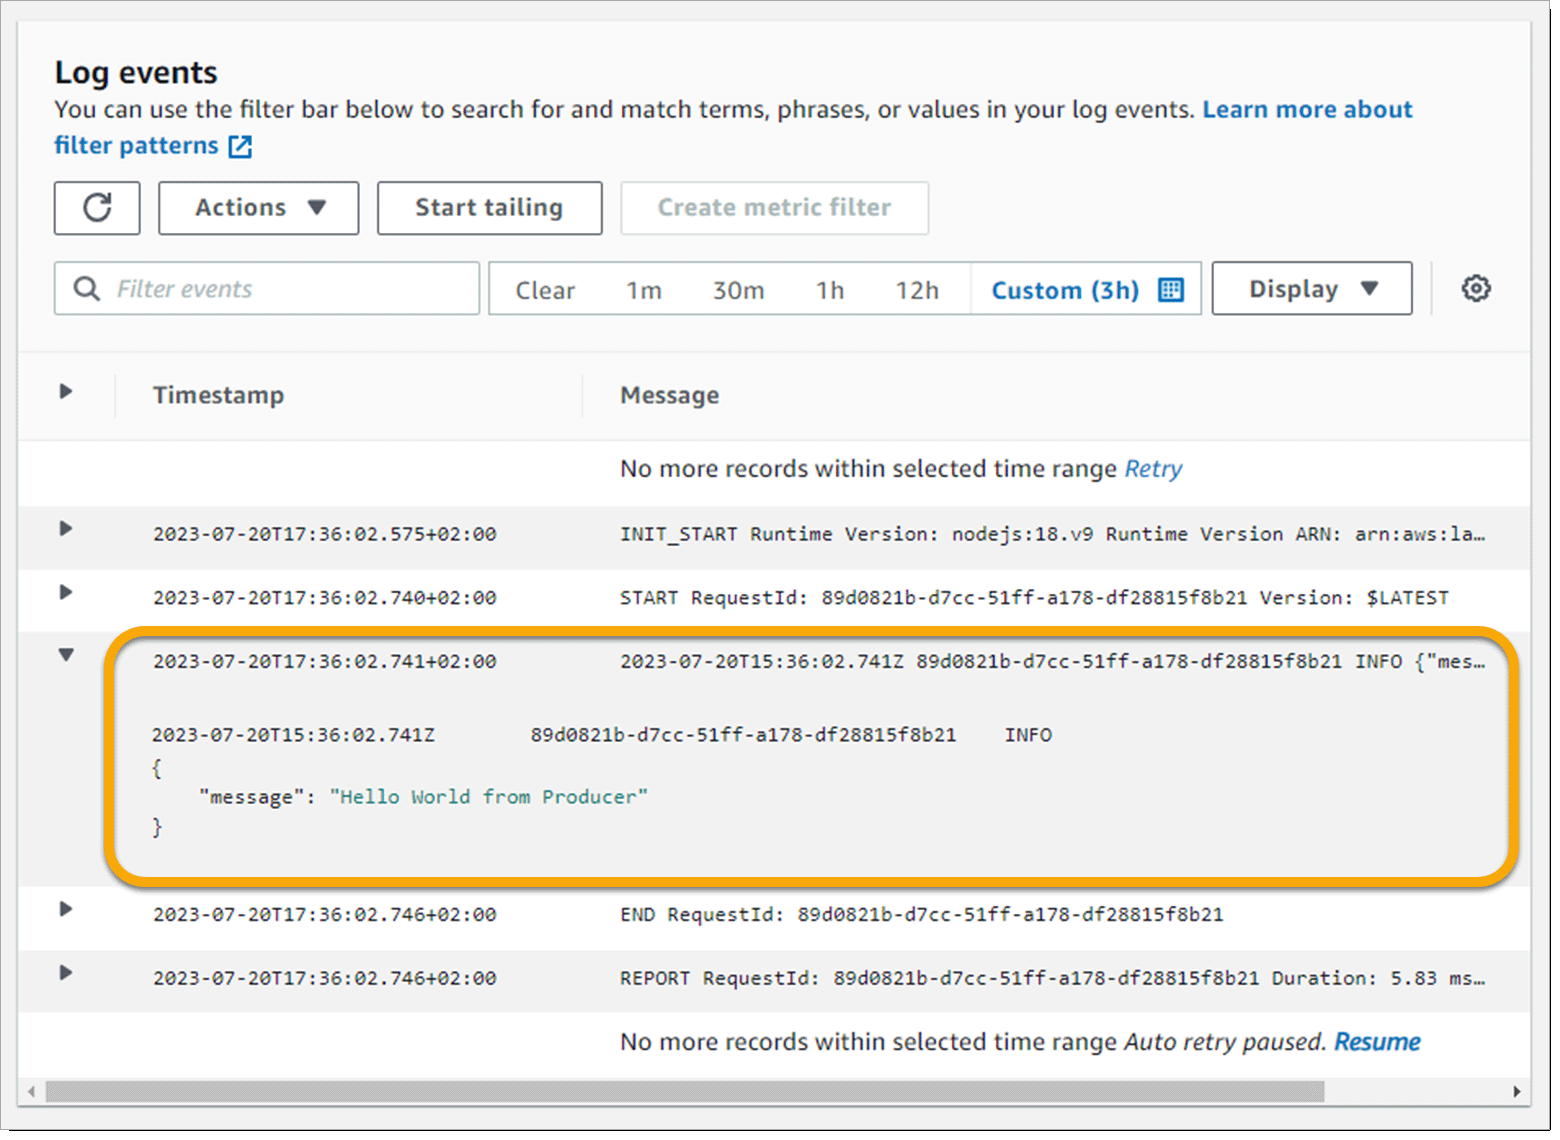 Log events
You can use the filter bar below to search for and match terms, phrases, or values in your log events. Learn more about
filter patterns
Actions Start tailing Create metric filter
Filter events Clear 1m 30m 1h 12h Custom (3h) Display
Timestamp Message
No more records within selected time range Retry
2023-07-20T17:36:02.575+02:00 INIT_START Runtime Version: nodejs:18.v9 Runtime Version ARN: arn:aws:la…
2023-07-20T17:36:02.740+02:00 START RequestId: 89d0821b-d7cc-51ff-a178-df28815f8b21 Version: $LATEST
2023-07-20T17:36:02.741+02:00 2023-07-20T15:36:02.741Z 89d0821b-d7cc-51ff-a178-df28815f8b21 INFO {"mes…
2023-07-20T15:36:02.741Z 89d0821b-d7cc-51ff-a178-df28815f8b21 INFO
{
"message": "Hello World from Producer"
}
2023-07-20T17:36:02.746+02:00 END RequestId: 89d0821b-d7cc-51ff-a178-df28815f8b21
2023-07-20T17:36:02.746+02:00 REPORT RequestId: 89d0821b-d7cc-51ff-a178-df28815f8b21 Duration: 5.83 ms…
No more records within selected time range Auto retry paused. Resume